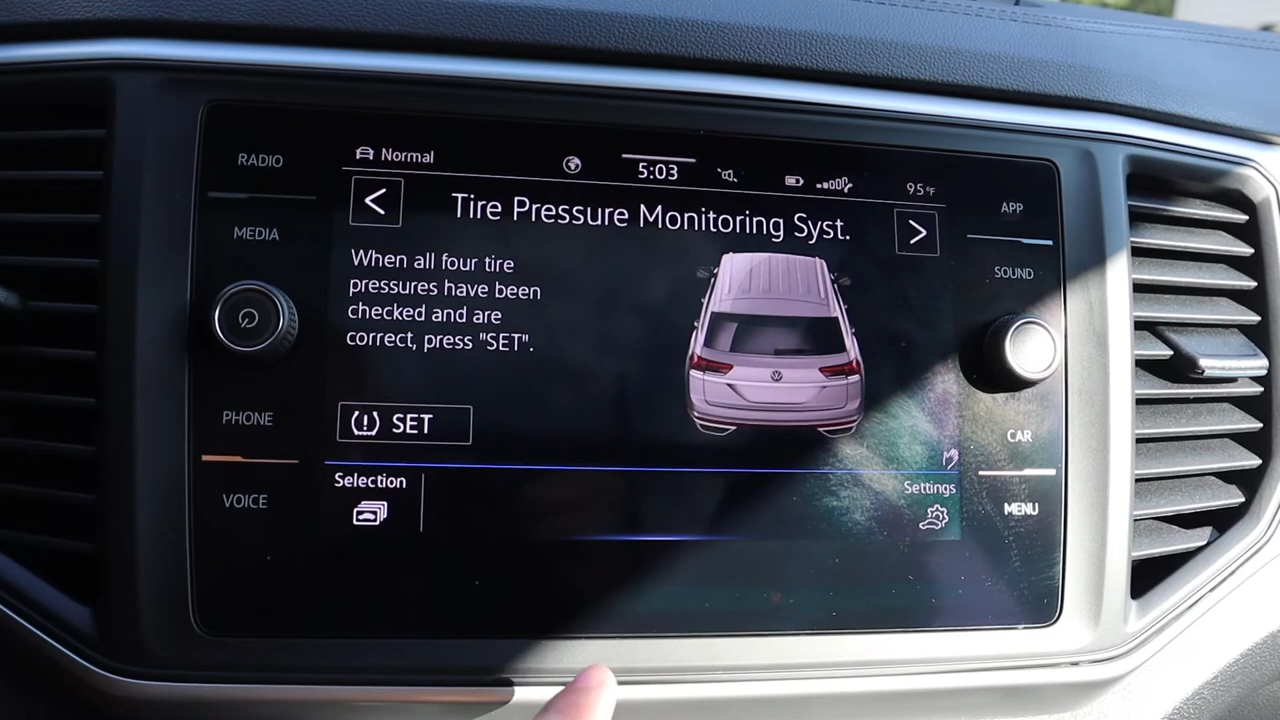 RADIO
MEDIA
PHONE
VOICE
Normal
5:03
95°F
Tire Pressure Monitoring Syst.
When all four tire
pressures have been
checked and are
correct, press "SET".
SET
Selection
Settings
APP
SOUND
CAR
MENU